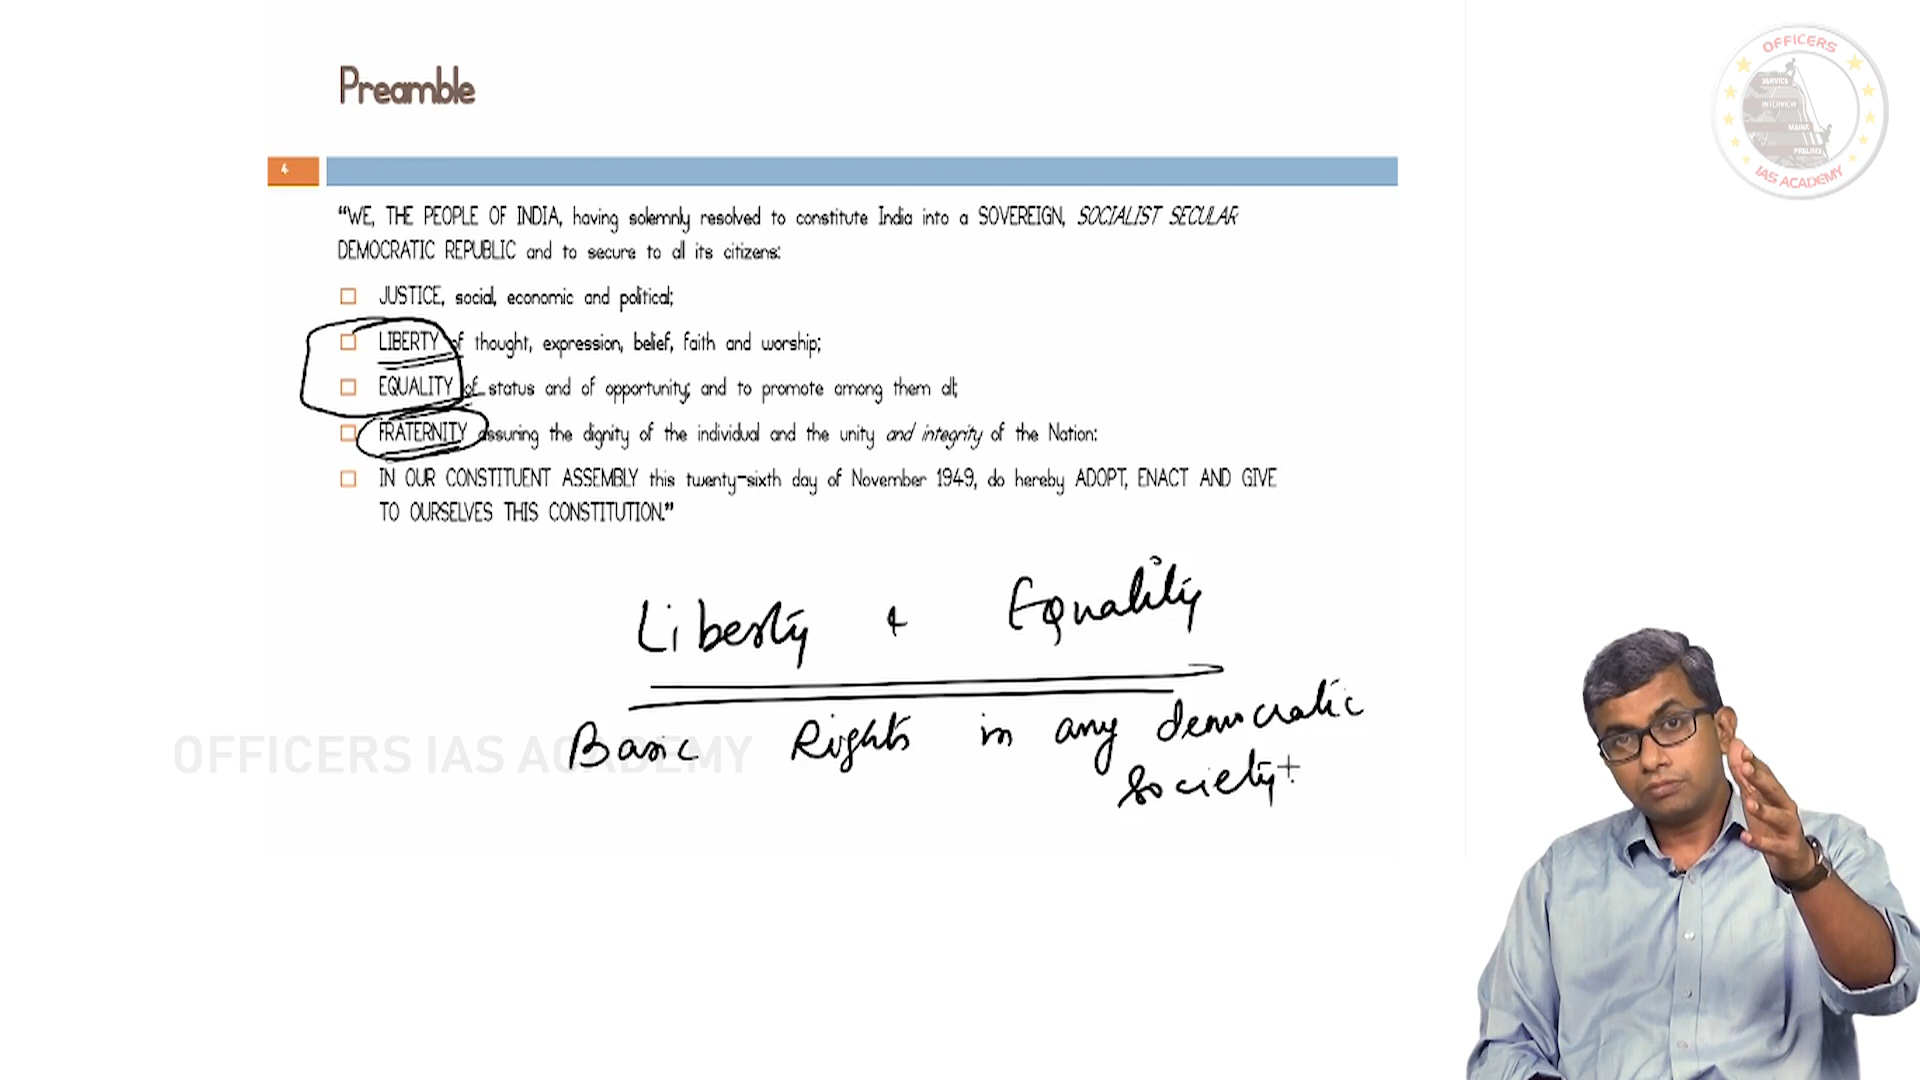 Preamble
OFFICERS
SERVICE
INTERVIEW
MAINS
PRELIMS
IAS ACADEMY
4
“WE, THE PEOPLE OF INDIA, having solemnly resolved to constitute India into a SOVEREIGN, SOCIALIST SECULAR
DEMOCRATIC REPUBLIC and to secure to all its citizens:
JUSTICE, social, economic and political;
LIBERTY of thought, expression, belief, faith and worship;
EQUALITY of status and of opportunity; and to promote among them all;
FRATERNITY assuring the dignity of the individual and the unity and integrity of the Nation:
IN OUR CONSTITUENT ASSEMBLY this twenty-sixth day of November 1949, do hereby ADOPT, ENACT AND GIVE
TO OURSELVES THIS CONSTITUTION.”
Liberty & Equality
Basic Rights in any democratic
society
OFFICERS IAS ACADEMY